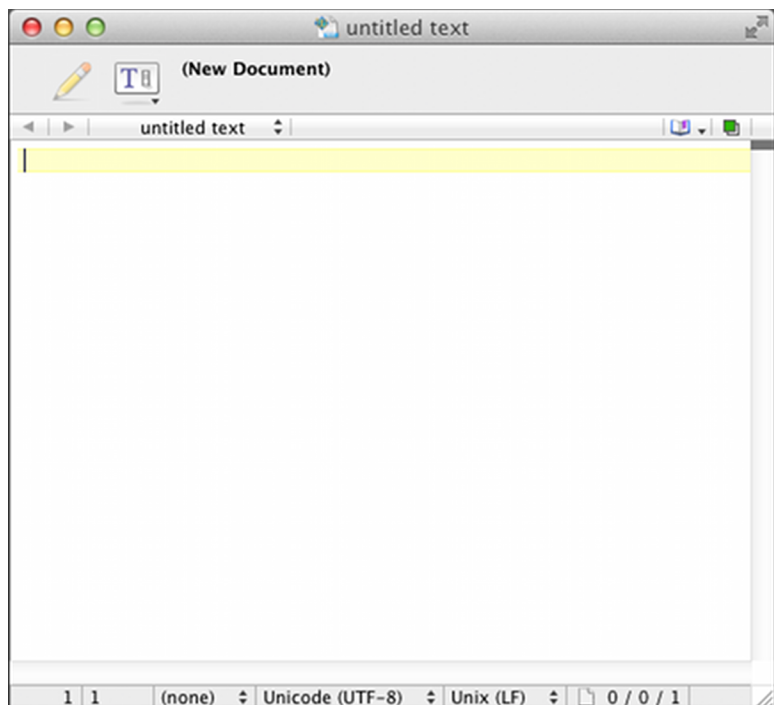 untitled text
(New Document)
untitled text
1 1 (none) Unicode (UTF-8) Unix (LF) 0 / 0 / 1